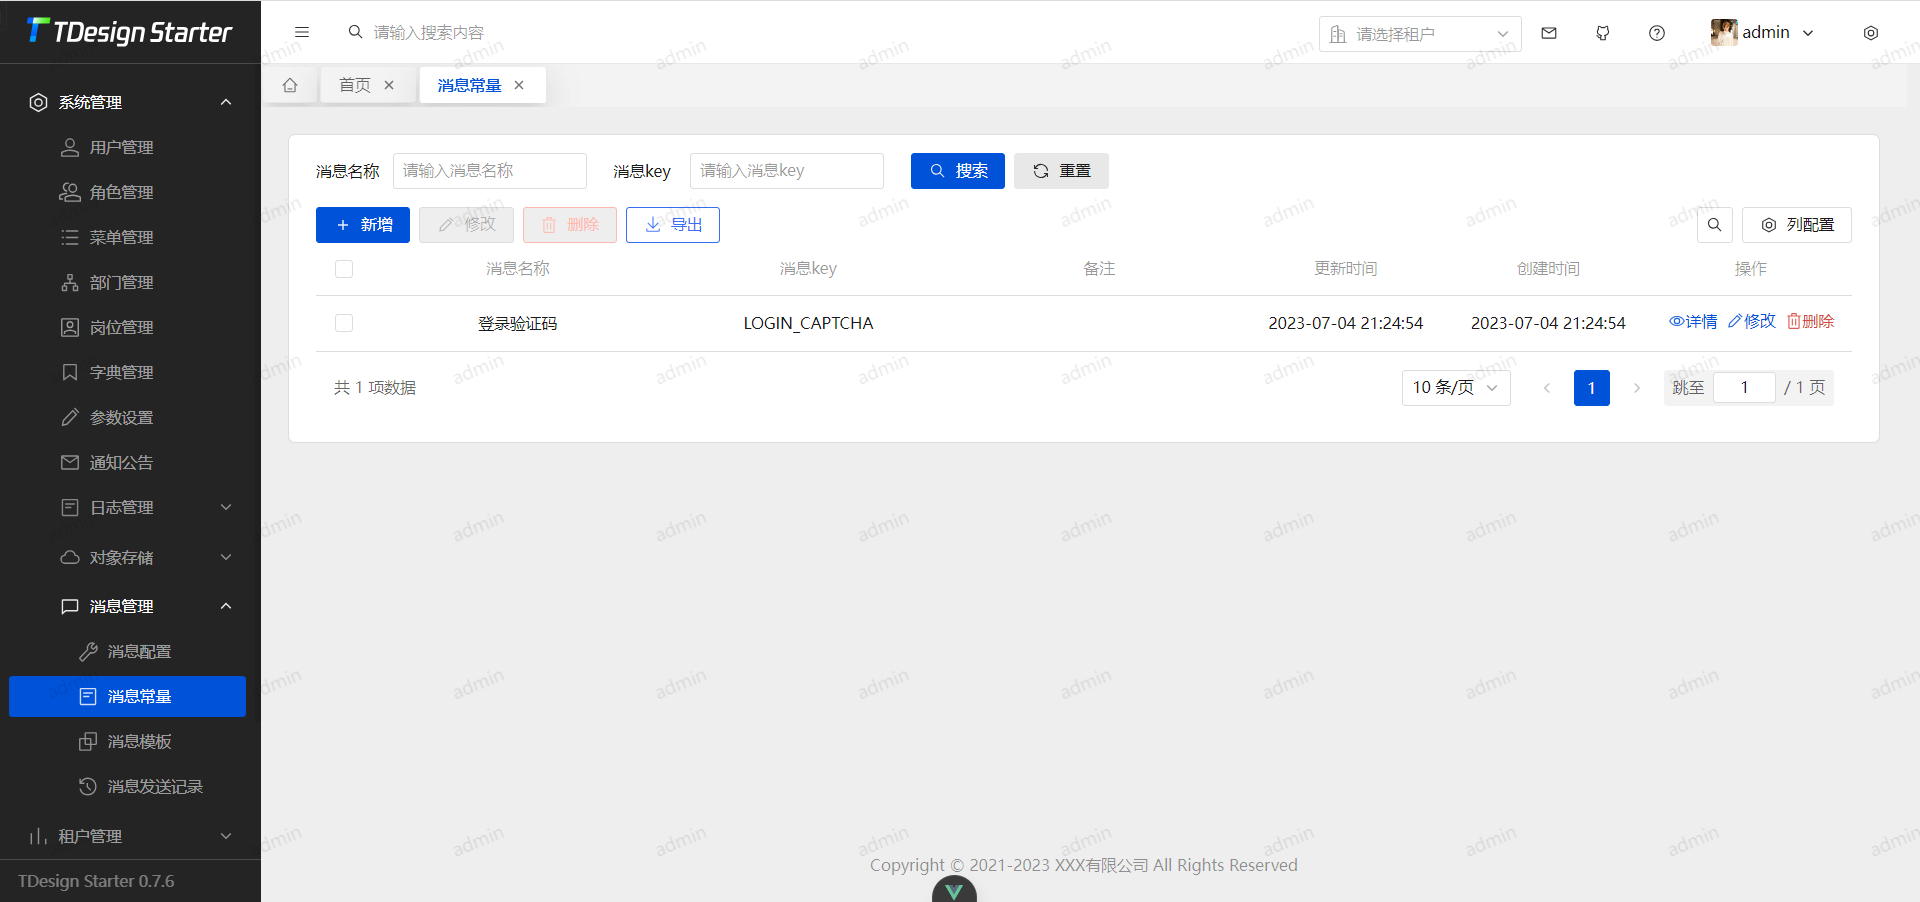 TDesign Starter
请输入搜索内容
请选择租户
admin
首页
消息常量
系统管理
用户管理
角色管理
菜单管理
部门管理
岗位管理
字典管理
参数设置
通知公告
日志管理
对象存储
消息管理
消息配置
消息常量
消息模板
消息发送记录
租户管理
TDesign Starter 0.7.6
消息名称 请输入消息名称 消息key 请输入消息key 搜索 重置
新增 修改 删除 导出 列配置
消息名称 消息key 备注 更新时间 创建时间 操作
登录验证码 LOGIN_CAPTCHA 2023-07-04 21:24:54 2023-07-04 21:24:54 详情 修改 删除
共 1 项数据 10 条/页 1 跳至 1 / 1 页
Copyright © 2021-2023 XXX有限公司 All Rights Reserved